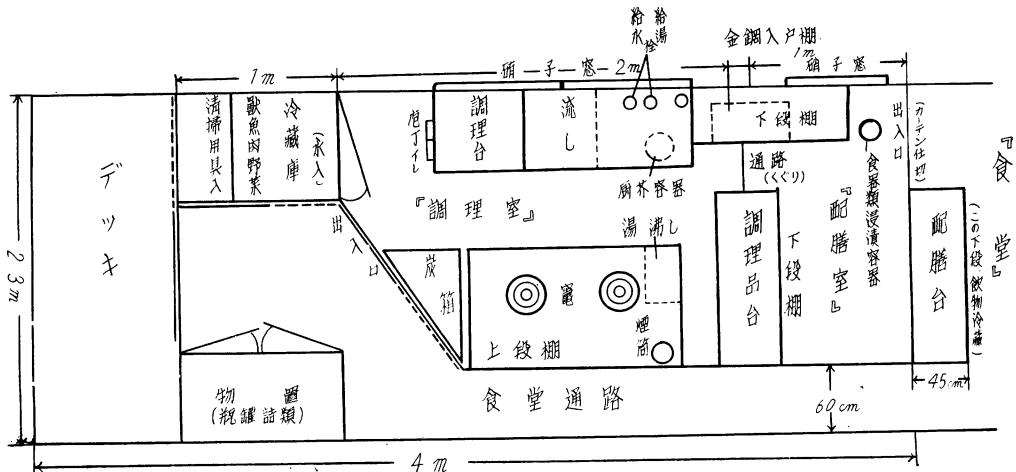 給水
給湯
栓
金網入戸棚
1m
1m
硝子窓 2m
硝子窓
清掃用具入
獣魚肉野菜
冷蔵庫
(氷入)
庖丁イレ
調理台
流し
下段棚
出入口
(カーテン仕切)
『食堂』
デッキ
厨芥容器
通路
(くぐり)
食器類浸漬容器
『調理室』
湯沸し
出入口
炭箱
竈
調理品台
下段棚
『配膳室』
配膳台
(この下段飲物冷蔵)
23m
上段棚
煙筒
物置
(瓶罐詰類)
食堂通路
60cm
45cm
4m